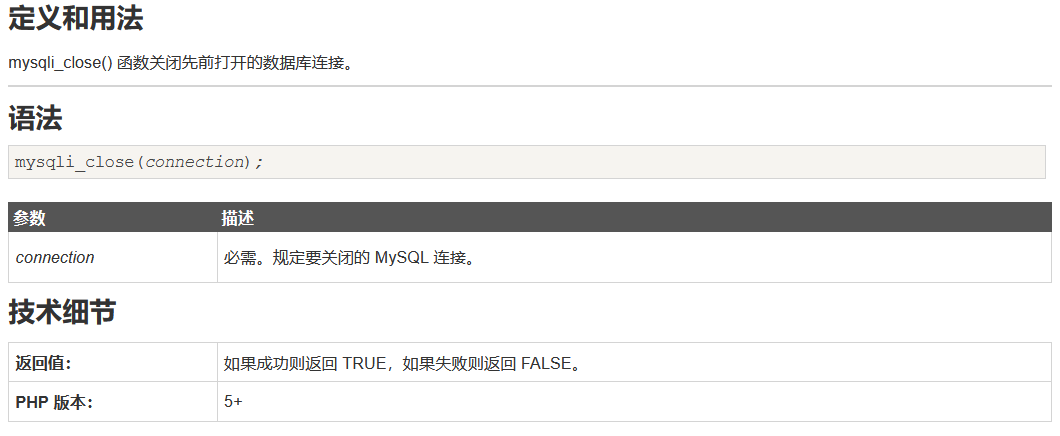 定义和用法
mysqli_close() 函数关闭先前打开的数据库连接。
语法
mysqli_close(connection);
参数 描述
connection 必需。规定要关闭的 MySQL 连接。
技术细节
返回值： 如果成功则返回 TRUE，如果失败则返回 FALSE。
PHP 版本： 5+